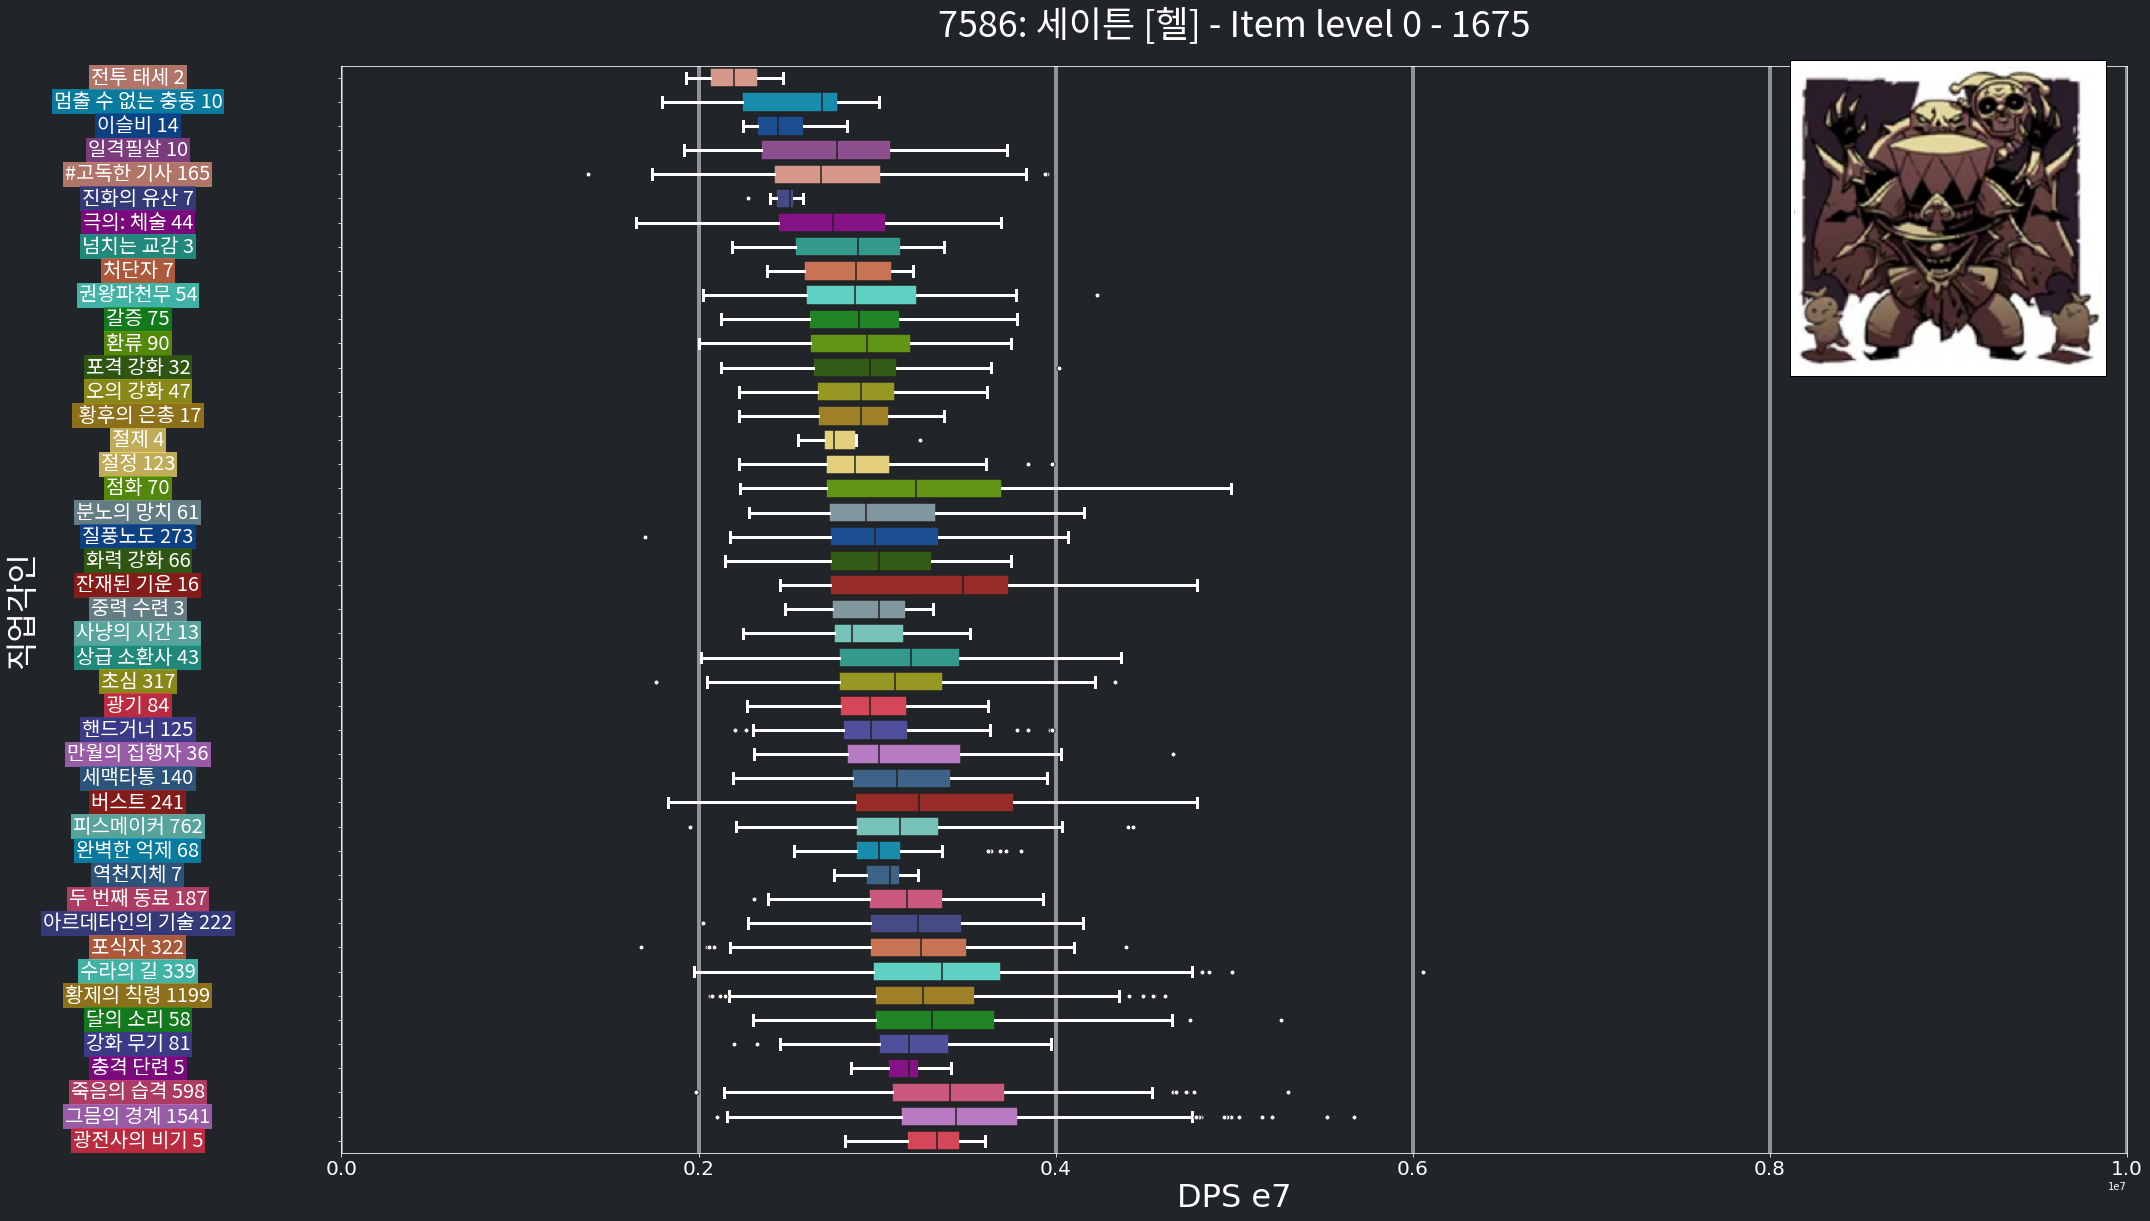 7586: 세이튼 [헬] - Item level 0 - 1675
직업각인
전투 태세 2
멈출 수 없는 충동 10
이슬비 14
일격필살 10
#고독한 기사 165
진화의 유산 7
극의: 체술 44
넘치는 교감 3
처단자 7
권왕파천무 54
갈증 75
환류 90
포격 강화 32
오의 강화 47
황후의 은총 17
절제 4
절정 123
점화 70
분노의 망치 61
질풍노도 273
화력 강화 66
잔재된 기운 16
중력 수련 3
사냥의 시간 13
상급 소환사 43
초심 317
광기 84
핸드거너 125
만월의 집행자 36
세맥타통 140
버스트 241
피스메이커 762
완벽한 억제 68
역천지체 7
두 번째 동료 187
아르데타인의 기술 222
포식자 322
수라의 길 339
황제의 칙령 1199
달의 소리 58
강화 무기 81
충격 단련 5
죽음의 습격 598
그믐의 경계 1541
광전사의 비기 5
0.0 0.2 0.4 0.6 0.8 1.0
1e7
DPS e7